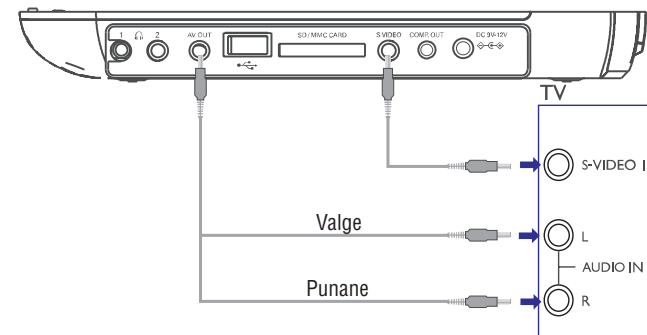 1 2 AV OUT SD/MMC CARD S VIDEO COMP. OUT DC 9V-12V
TV
S-VIDEO I
Valge
L
AUDIO IN
Punane
R